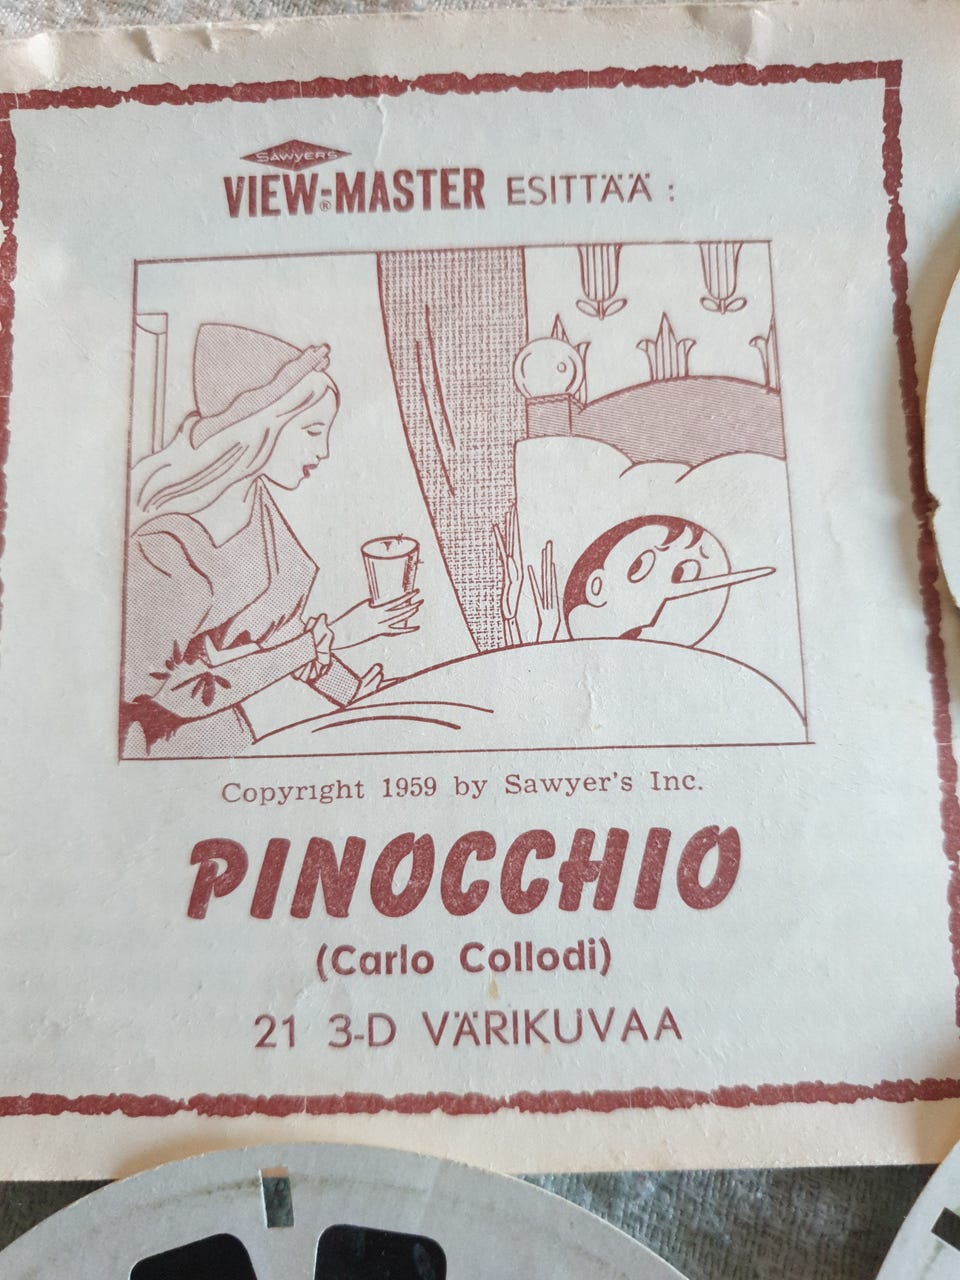 SAWYER'S
VIEW-MASTER® ESITTÄÄ :
Copyright 1959 by Sawyer's Inc.
PINOCCHIO
(Carlo Collodi)
21 3-D VÄRIKUVAA